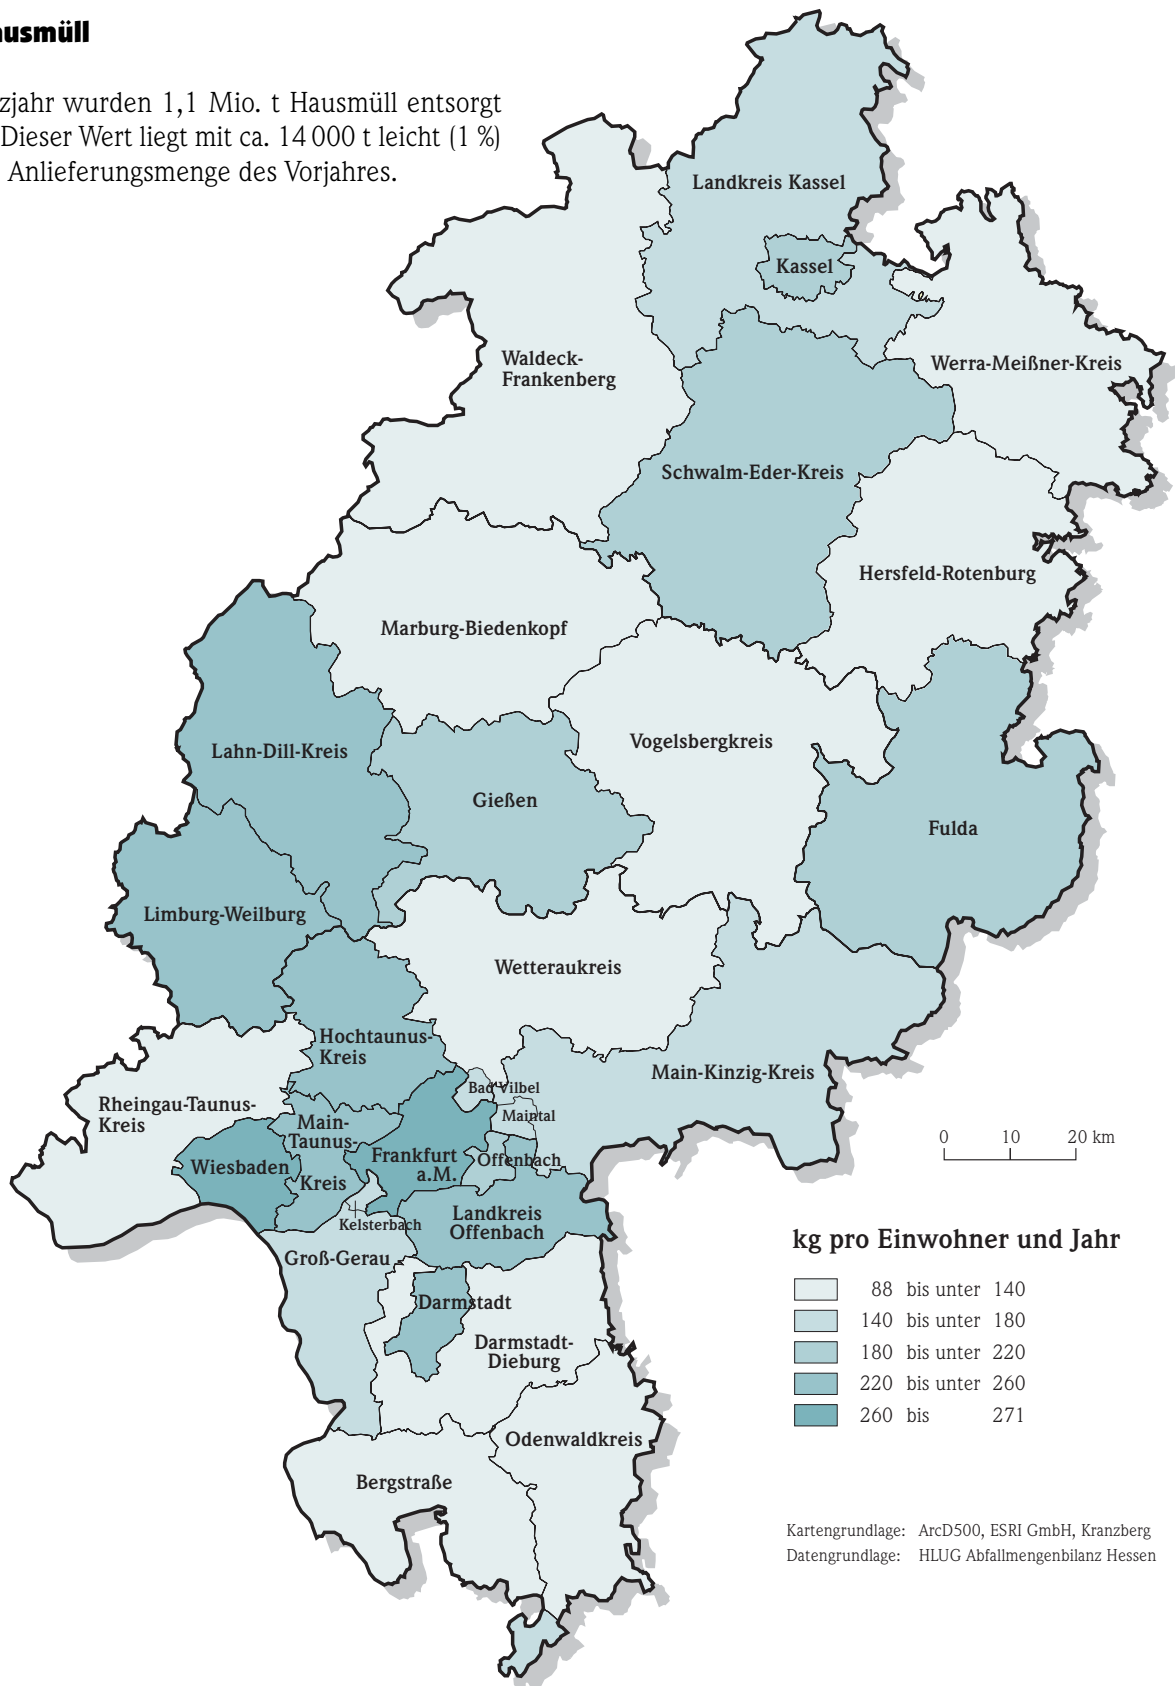 ausmüll
zjahr wurden 1,1 Mio. t Hausmüll entsorgt
Dieser Wert liegt mit ca. 14 000 t leicht (1 %)
Anlieferungsmenge des Vorjahres.
Landkreis Kassel
Kassel
Waldeck-
Frankenberg
Werra-Meißner-Kreis
Schwalm-Eder-Kreis
Hersfeld-Rotenburg
Marburg-Biedenkopf
Vogelsbergkreis
Lahn-Dill-Kreis
Gießen
Fulda
Limburg-Weilburg
Wetteraukreis
Hochtaunus-
Kreis
Main-Kinzig-Kreis
Bad Vilbel
Rheingau-Taunus-
Kreis
Maintal
Main-
Taunus-
Kreis
Frankfurt
a.M.
Offenbach
Wiesbaden
Kelsterbach
Landkreis
Offenbach
Groß-Gerau
Darmstadt
Darmstadt-
Dieburg
Odenwaldkreis
Bergstraße
0 10 20 km
kg pro Einwohner und Jahr
88 bis unter 140
140 bis unter 180
180 bis unter 220
220 bis unter 260
260 bis 271
Kartengrundlage: ArcD500, ESRI GmbH, Kranzberg
Datengrundlage: HLUG Abfallmengenbilanz Hessen